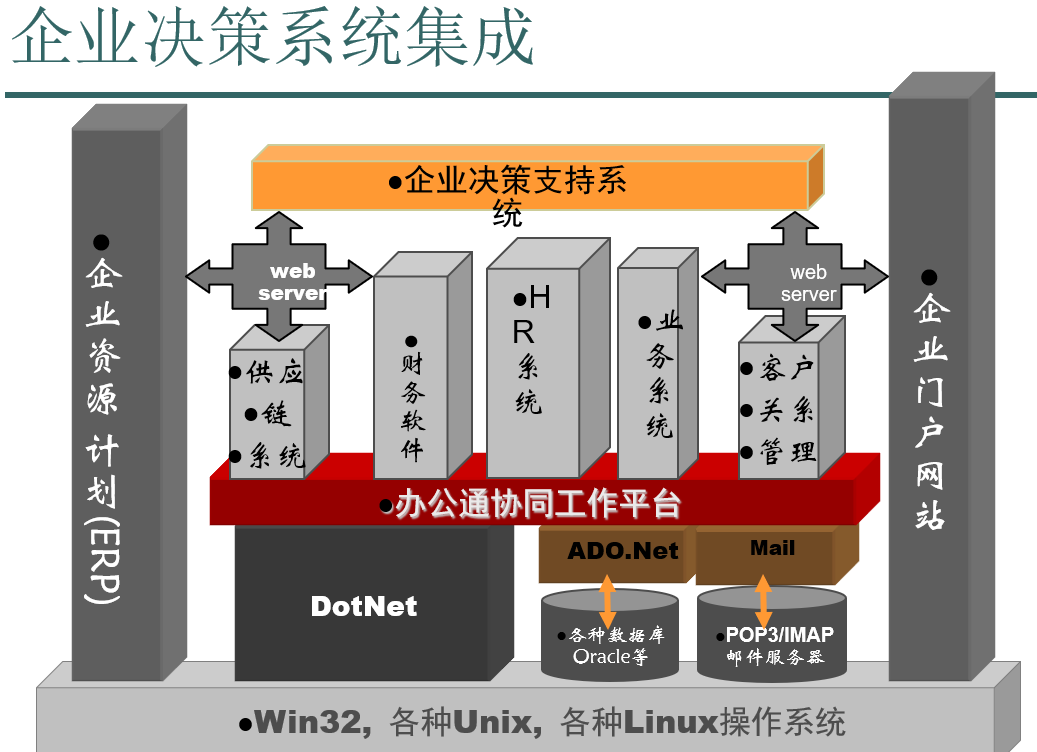 企业决策系统集成
●企业决策支持系
统
●
企
业
资
源
计
划
(ERP)
web
server
web
server
●
企
业
门
户
网
站
●供应
●链
●系统
●
财
务
软
件
●H
R
系
统
●业
务
系
统
●客户
●关系
●管理
●办公通协同工作平台
DotNet
ADO.Net
Mail
●各种数据库
Oracle等
●POP3/IMAP
邮件服务器
●Win32, 各种Unix, 各种Linux操作系统